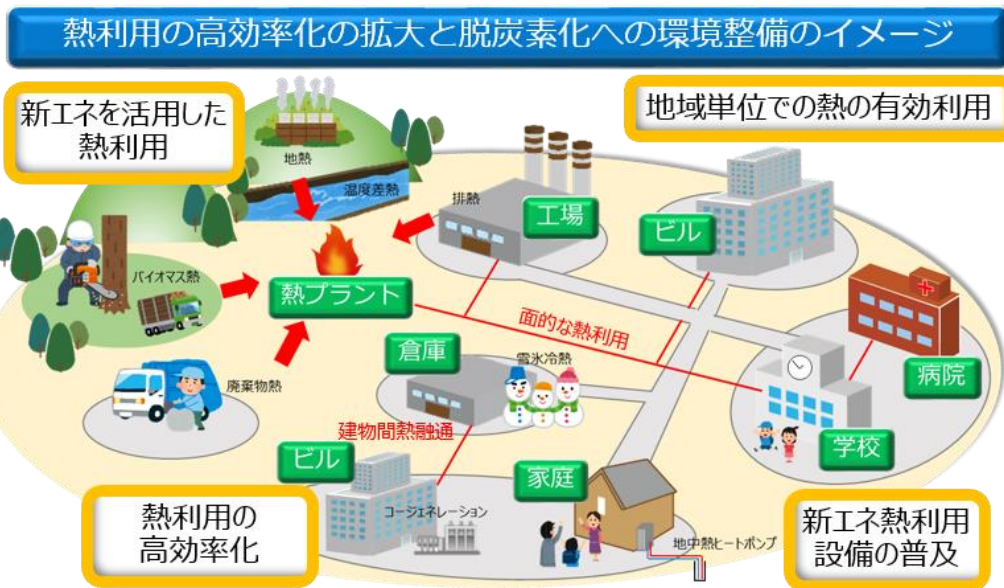 熱利用の高効率化の拡大と脱炭素化への環境整備のイメージ
新エネを活用した
熱利用
地域単位での熱の有効利用
地熱
温度差熱
排熱
工場
ビル
バイオマス熱
熱プラント
面的な熱利用
病院
倉庫
雪氷冷熱
廃棄物熱
建物間熱融通
学校
ビル
家庭
コージェネレーション
地中熱ヒートポンプ
熱利用の
高効率化
新エネ熱利用
設備の普及